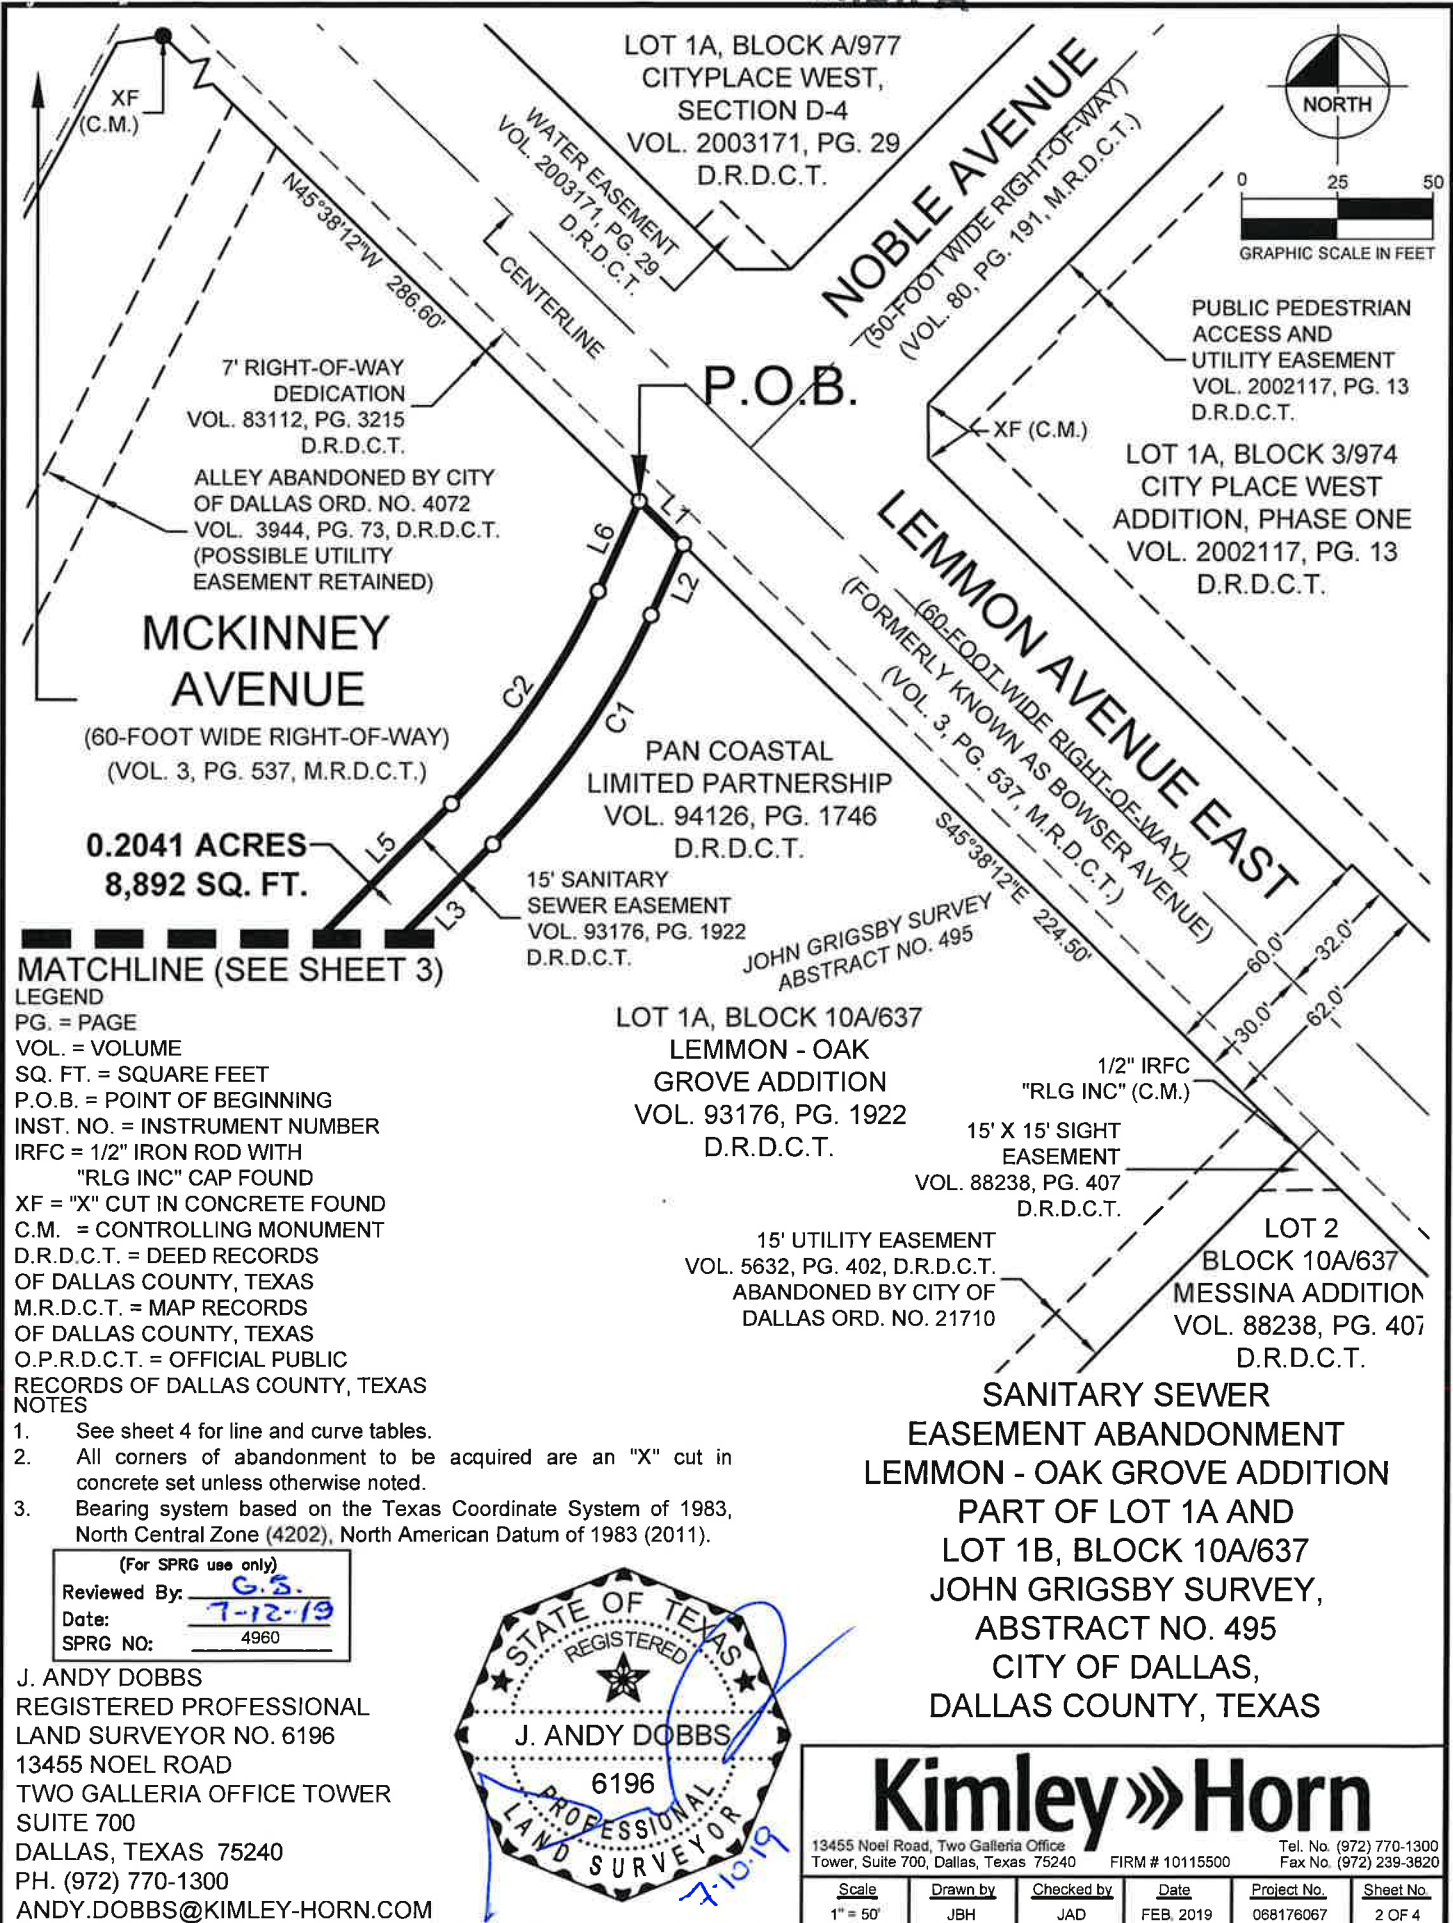 LOT 1A, BLOCK A/977
CITYPLACE WEST,
SECTION D-4
VOL. 2003171, PG. 29
D.R.D.C.T.
XF
(C.M.)
WATER EASEMENT
VOL. 2003171, PG. 29
D.R.D.C.T.
NOBLE AVENUE
(50-FOOT WIDE RIGHT-OF-WAY)
(VOL. 80, PG. 191, M.R.D.C.T.)
NORTH
0 25 50
GRAPHIC SCALE IN FEET
N45°38'12"W 286.60'
CENTERLINE
PUBLIC PEDESTRIAN
ACCESS AND
UTILITY EASEMENT
VOL. 2002117, PG. 13
D.R.D.C.T.
7' RIGHT-OF-WAY
DEDICATION
VOL. 83112, PG. 3215
D.R.D.C.T.
P.O.B.
XF (C.M.)
LOT 1A, BLOCK 3/974
CITY PLACE WEST
ADDITION, PHASE ONE
VOL. 2002117, PG. 13
D.R.D.C.T.
ALLEY ABANDONED BY CITY
OF DALLAS ORD. NO. 4072
VOL. 3944, PG. 73, D.R.D.C.T.
(POSSIBLE UTILITY
EASEMENT RETAINED)
L1
L6
L2
LEMMON AVENUE EAST
(60-FOOT WIDE RIGHT-OF-WAY)
(FORMERLY KNOWN AS BOWSER AVENUE)
(VOL. 3, PG. 537, M.R.D.C.T.)
MCKINNEY
AVENUE
(60-FOOT WIDE RIGHT-OF-WAY)
(VOL. 3, PG. 537, M.R.D.C.T.)
C2
C1
PAN COASTAL
LIMITED PARTNERSHIP
VOL. 94126, PG. 1746
D.R.D.C.T.
0.2041 ACRES
8,892 SQ. FT.
L5
L3
15' SANITARY
SEWER EASEMENT
VOL. 93176, PG. 1922
D.R.D.C.T.
S45°38'12"E 224.50'
JOHN GRIGSBY SURVEY
ABSTRACT NO. 495
60.0'
32.0'
30.0'
62.0'
MATCHLINE (SEE SHEET 3)
LEGEND
PG. = PAGE
VOL. = VOLUME
SQ. FT. = SQUARE FEET
P.O.B. = POINT OF BEGINNING
INST. NO. = INSTRUMENT NUMBER
IRFC = 1/2" IRON ROD WITH
"RLG INC" CAP FOUND
XF = "X" CUT IN CONCRETE FOUND
C.M. = CONTROLLING MONUMENT
D.R.D.C.T. = DEED RECORDS
OF DALLAS COUNTY, TEXAS
M.R.D.C.T. = MAP RECORDS
OF DALLAS COUNTY, TEXAS
O.P.R.D.C.T. = OFFICIAL PUBLIC
RECORDS OF DALLAS COUNTY, TEXAS
LOT 1A, BLOCK 10A/637
LEMMON - OAK
GROVE ADDITION
VOL. 93176, PG. 1922
D.R.D.C.T.
1/2" IRFC
"RLG INC" (C.M.)
15' X 15' SIGHT
EASEMENT
VOL. 88238, PG. 407
D.R.D.C.T.
15' UTILITY EASEMENT
VOL. 5632, PG. 402, D.R.D.C.T.
ABANDONED BY CITY OF
DALLAS ORD. NO. 21710
LOT 2
BLOCK 10A/637
MESSINA ADDITION
VOL. 88238, PG. 407
D.R.D.C.T.
NOTES
1. See sheet 4 for line and curve tables.
2. All corners of abandonment to be acquired are an "X" cut in
concrete set unless otherwise noted.
3. Bearing system based on the Texas Coordinate System of 1983,
North Central Zone (4202), North American Datum of 1983 (2011).
SANITARY SEWER
EASEMENT ABANDONMENT
LEMMON - OAK GROVE ADDITION
PART OF LOT 1A AND
LOT 1B, BLOCK 10A/637
JOHN GRIGSBY SURVEY,
ABSTRACT NO. 495
CITY OF DALLAS,
DALLAS COUNTY, TEXAS
(For SPRG use only)
Reviewed By: G.S.
Date: 7-12-19
SPRG NO: 4960
J. ANDY DOBBS
REGISTERED PROFESSIONAL
LAND SURVEYOR NO. 6196
13455 NOEL ROAD
TWO GALLERIA OFFICE TOWER
SUITE 700
DALLAS, TEXAS 75240
PH. (972) 770-1300
ANDY.DOBBS@KIMLEY-HORN.COM
STATE OF TEXAS
REGISTERED
J. ANDY DOBBS
6196
PROFESSIONAL
LAND SURVEYOR
7-10-19
Kimley»Horn
13455 Noel Road, Two Galleria Office
Tower, Suite 700, Dallas, Texas 75240 FIRM # 10115500
Tel. No. (972) 770-1300
Fax No. (972) 239-3820
Scale Drawn by Checked by Date Project No. Sheet No.
1" = 50' JBH JAD FEB. 2019 068176067 2 OF 4